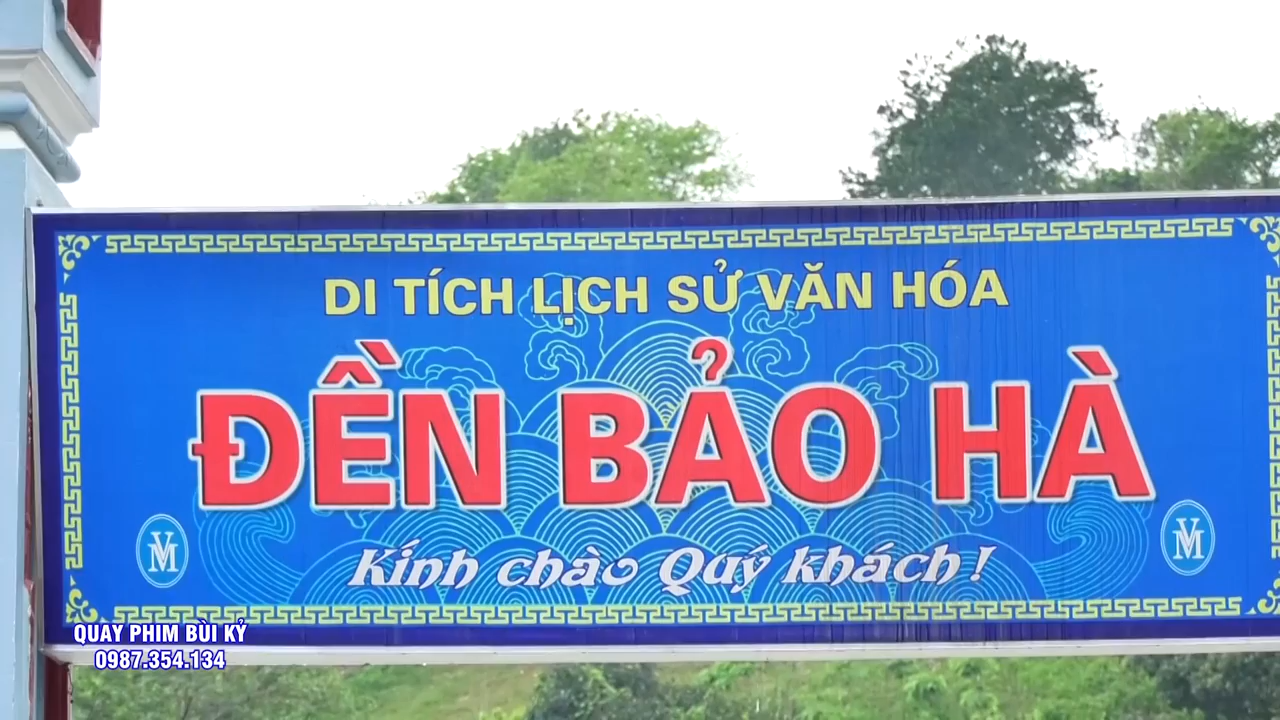 DI TÍCH LỊCH SỬ VĂN HÓA
ĐỀN BẢO HÀ
Kính chào Quý khách!
QUAY PHIM BÙI KỶ
0987.354.134